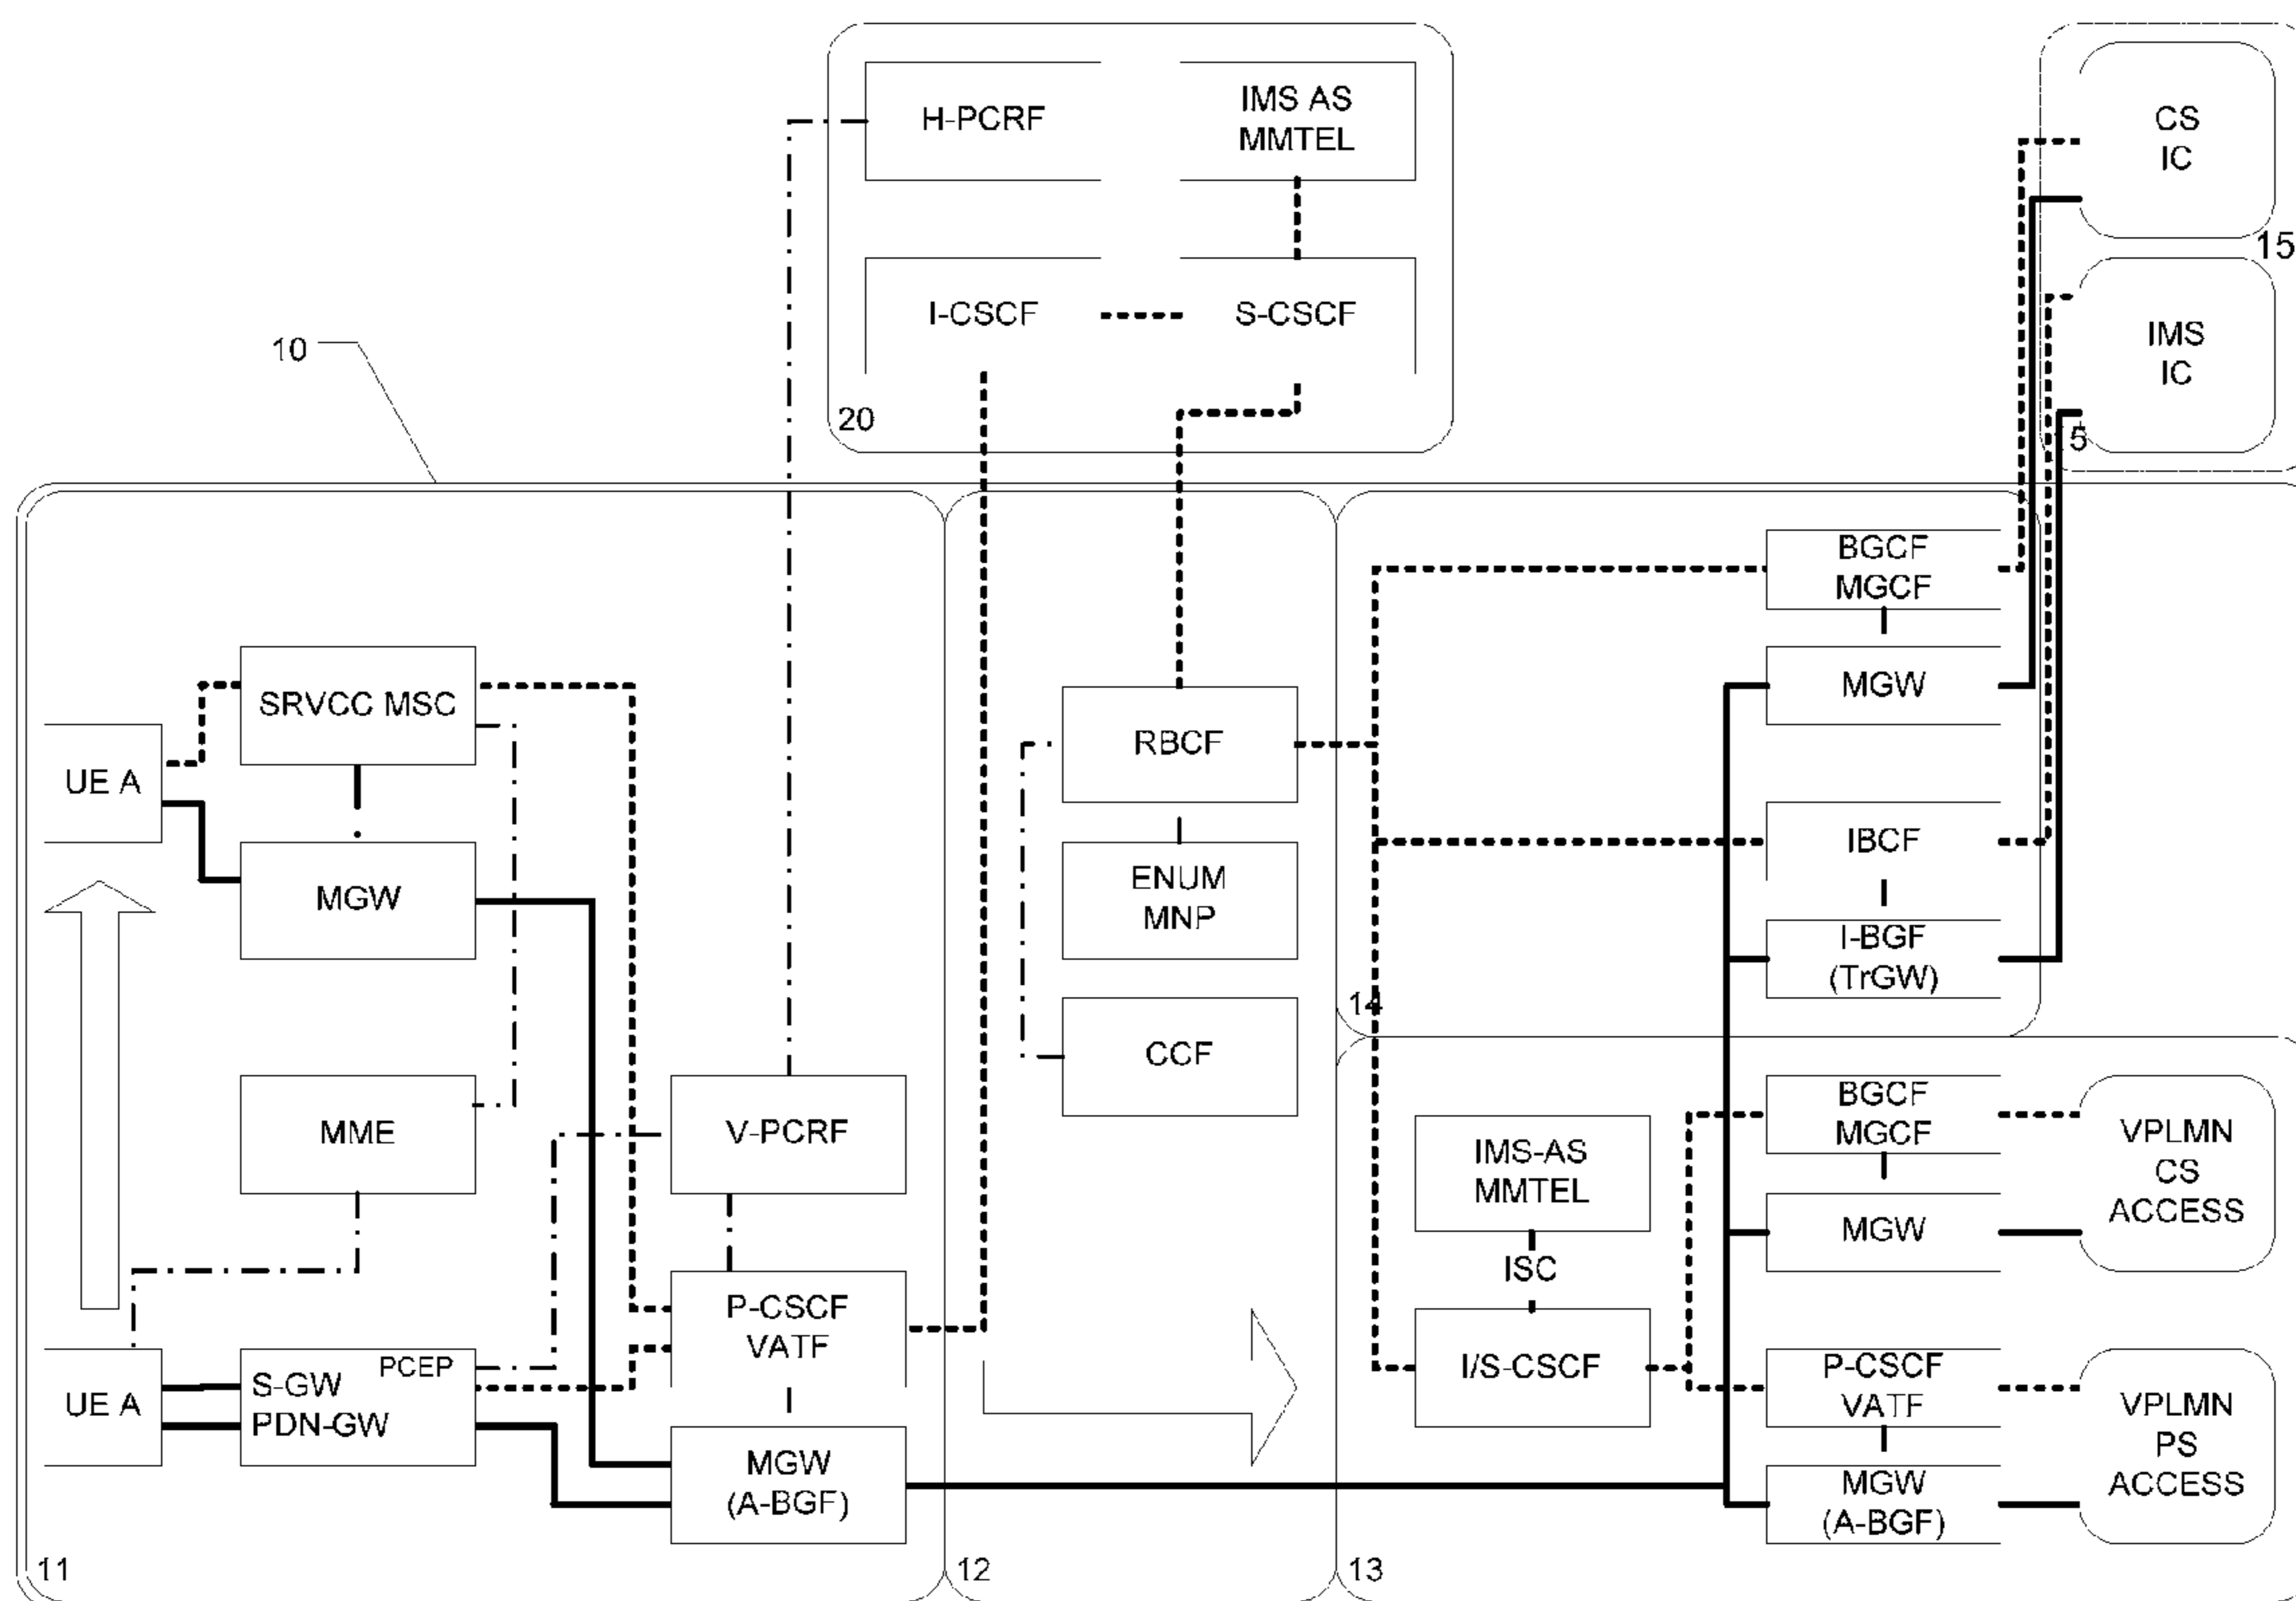 H-PCRF
IMS AS
MMTEL
I-CSCF
S-CSCF
20
CS
IC
15
IMS
IC
5
10
SRVCC MSC
UE A
MGW
MME
V-PCRF
P-CSCF
VATF
PCEP
S-GW
PDN-GW
UE A
MGW
(A-BGF)
11
RBCF
ENUM
MNP
CCF
12
BGCF
MGCF
MGW
IBCF
I-BGF
(TrGW)
14
BGCF
MGCF
MGW
VPLMN
CS
ACCESS
IMS-AS
MMTEL
ISC
I/S-CSCF
P-CSCF
VATF
MGW
(A-BGF)
VPLMN
PS
ACCESS
13